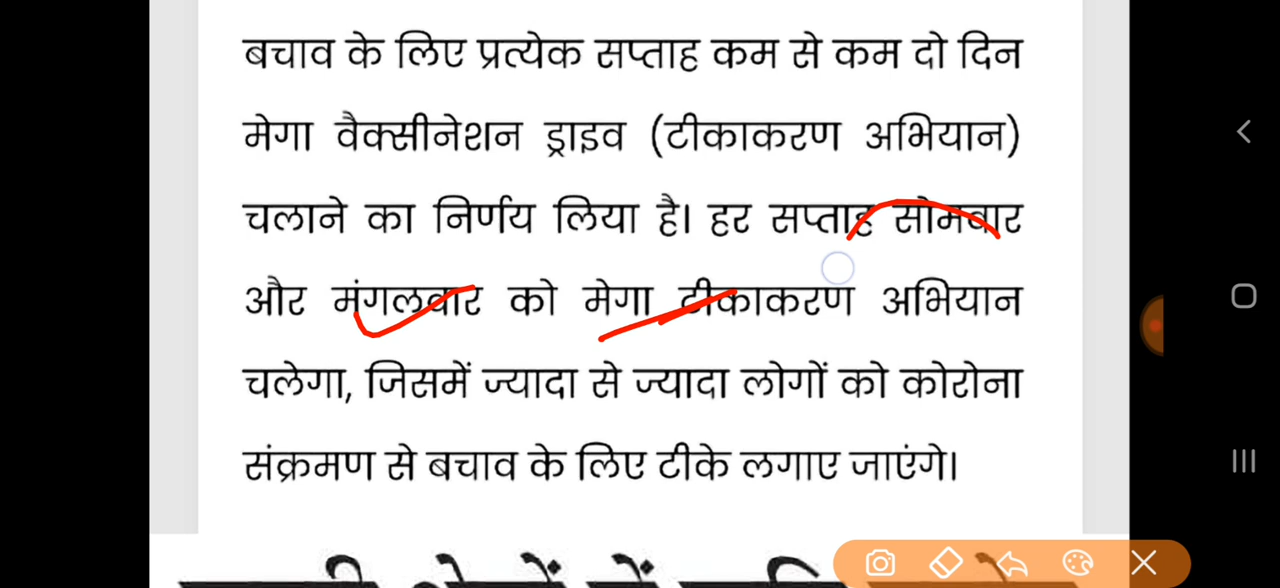 बचाव के लिए प्रत्येक सप्ताह कम से कम दो दिन
मेगा वैक्सीनेशन ड्राइव (टीकाकरण अभियान)
चलाने का निर्णय लिया है। हर सप्ताह सोमवार
और मंगलवार को मेगा टीकाकरण अभियान
चलेगा, जिसमें ज्यादा से ज्यादा लोगों को कोरोना
संक्रमण से बचाव के लिए टीके लगाए जाएंगे।